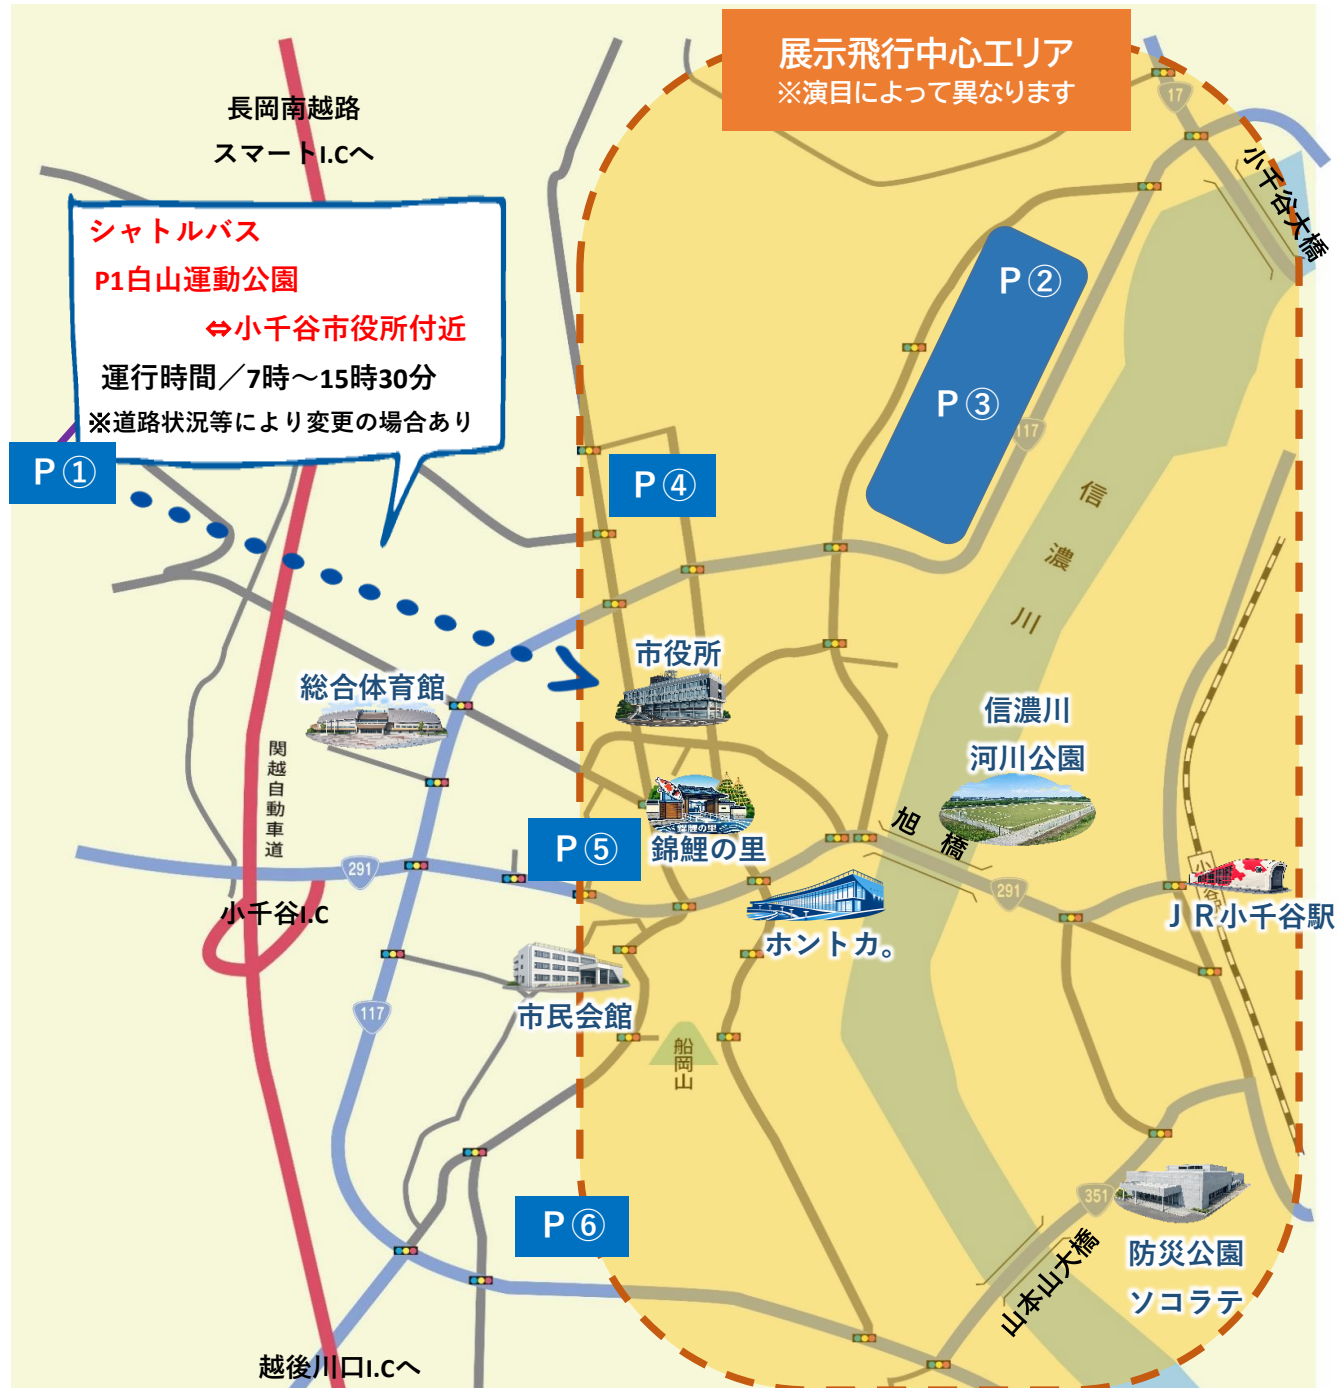 展示飛行中心エリア
※演目によって異なります
長岡南越路
スマートI.Cへ
17
小千谷大橋
シャトルバス
P1白山運動公園
⇔小千谷市役所付近
運行時間／7時～15時30分
※道路状況等により変更の場合あり
P②
P③
117
P①
P④
信濃川
市役所
総合体育館
信濃川
河川公園
関越自動車道
旭橋
錦鯉の里
P⑤
291
291
小千谷I.C
ホントカ。
JR小千谷駅
市民会館
117
船岡山
351
P⑥
防災公園
ソコラテ
山本山大橋
越後川口I.Cへ